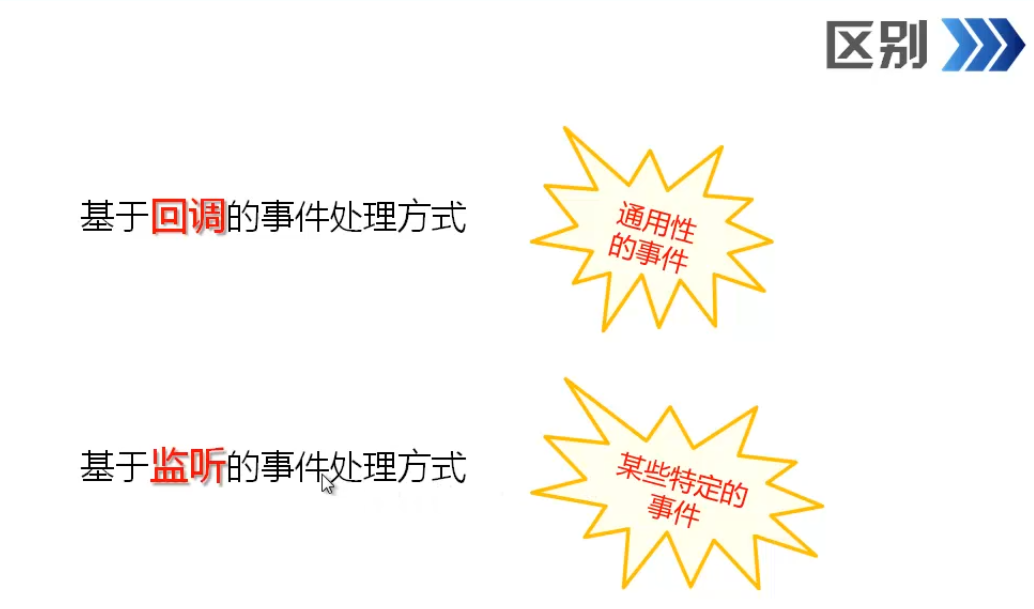 区别
基于回调的事件处理方式
通用性
的事件
基于监听的事件处理方式
某些特定的
事件